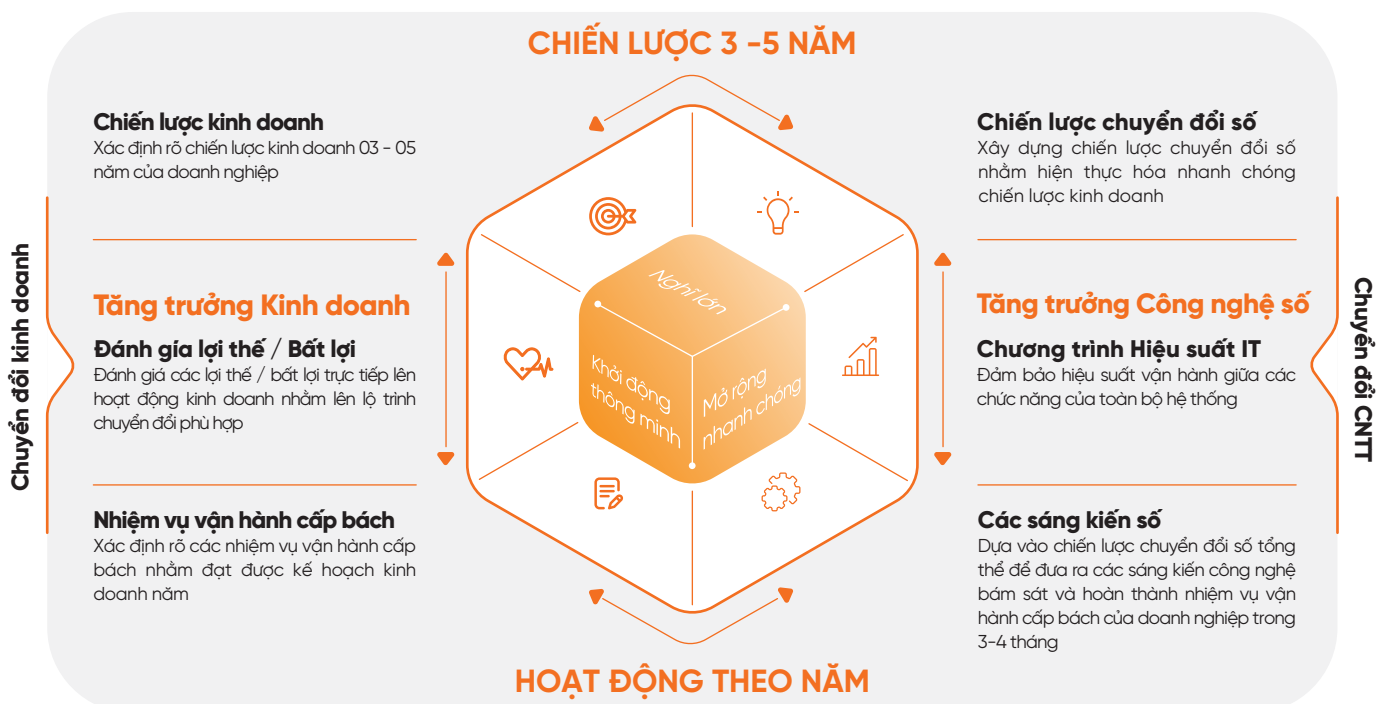 CHIẾN LƯỢC 3 -5 NĂM
Chuyển đổi kinh doanh
Chiến lược kinh doanh
Xác định rõ chiến lược kinh doanh 03 - 05
năm của doanh nghiệp
Tăng trưởng Kinh doanh
Đánh gía lợi thế / Bất lợi
Đánh giá các lợi thế / bất lợi trực tiếp lên
hoạt động kinh doanh nhằm lên lộ trình
chuyển đổi phù hợp
Nhiệm vụ vận hành cấp bách
Xác định rõ các nhiệm vụ vận hành cấp
bách nhằm đạt được kế hoạch kinh
doanh năm
Nghĩ lớn
Khởi động
thông minh
Mở rộng
nhanh chóng
Chiến lược chuyển đổi số
Xây dựng chiến lược chuyển đổi số
nhằm hiện thực hóa nhanh chóng
chiến lược kinh doanh
Tăng trưởng Công nghệ số
Chương trình Hiệu suất IT
Đảm bảo hiệu suất vận hành giữa các
chức năng của toàn bộ hệ thống
Các sáng kiến số
Dựa vào chiến lược chuyển đổi số tổng
thể để đưa ra các sáng kiến công nghệ
bám sát và hoàn thành nhiệm vụ vận
hành cấp bách của doanh nghiệp trong
3-4 tháng
Chuyển đổi CNTT
HOẠT ĐỘNG THEO NĂM